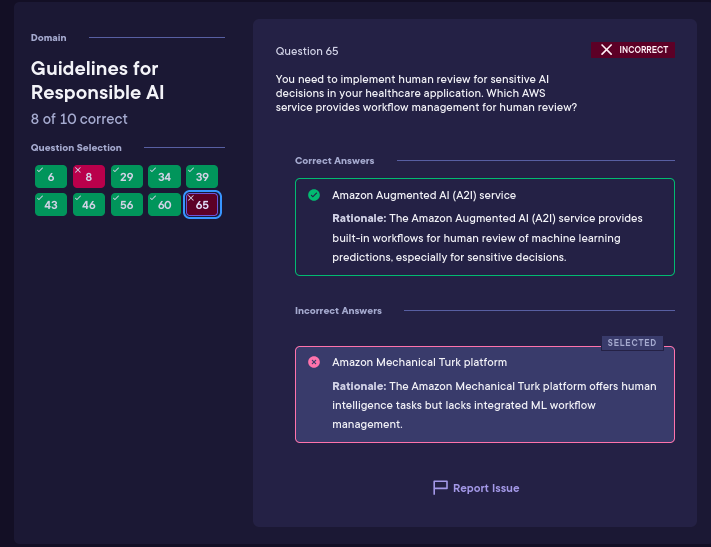 Domain
Guidelines for
Responsible AI
8 of 10 correct
Question Selection
6 8 29 34 39
43 46 56 60 65
Question 65
INCORRECT
You need to implement human review for sensitive AI
decisions in your healthcare application. Which AWS
service provides workflow management for human review?
Correct Answers
Amazon Augmented AI (A2I) service
Rationale: The Amazon Augmented AI (A2I) service provides
built-in workflows for human review of machine learning
predictions, especially for sensitive decisions.
Incorrect Answers
SELECTED
Amazon Mechanical Turk platform
Rationale: The Amazon Mechanical Turk platform offers human
intelligence tasks but lacks integrated ML workflow
management.
Report Issue